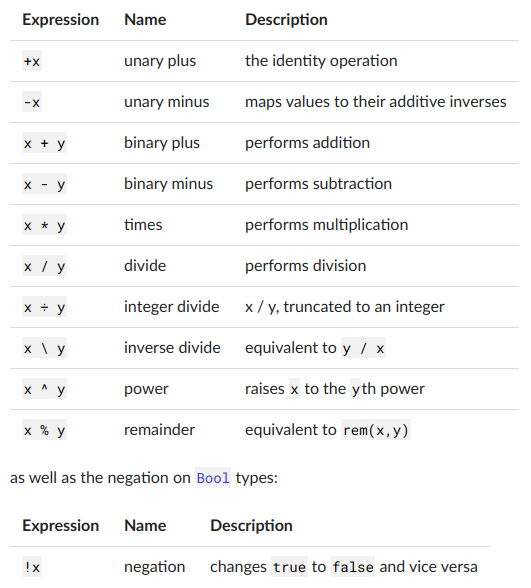 Expression Name Description
+x unary plus the identity operation
-x unary minus maps values to their additive inverses
x + y binary plus performs addition
x - y binary minus performs subtraction
x * y times performs multiplication
x / y divide performs division
x ÷ y integer divide x / y, truncated to an integer
x \ y inverse divide equivalent to y / x
x ^ y power raises x to the yth power
x % y remainder equivalent to rem(x,y)
as well as the negation on Bool types:
Expression Name Description
!x negation changes true to false and vice versa